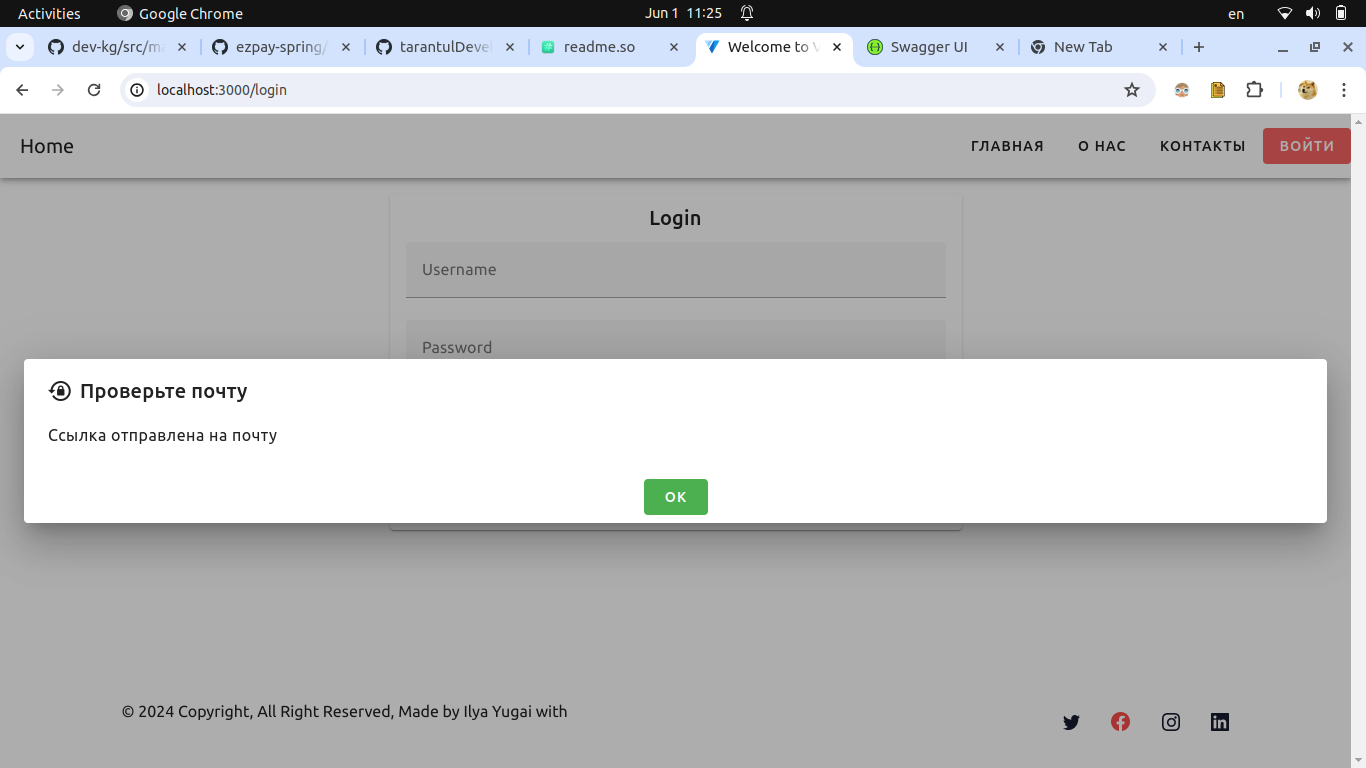 Activities Google Chrome Jun 1 11:25 en
dev-kg/src/ma ezpay-spring/ tarantulDevel readme.so Welcome to V Swagger UI New Tab
localhost:3000/login
Home ГЛАВНАЯ О НАС КОНТАКТЫ ВОЙТИ
Login
Username
Password
Проверьте почту
Ссылка отправлена на почту
ОК
© 2024 Copyright, All Right Reserved, Made by Ilya Yugai with